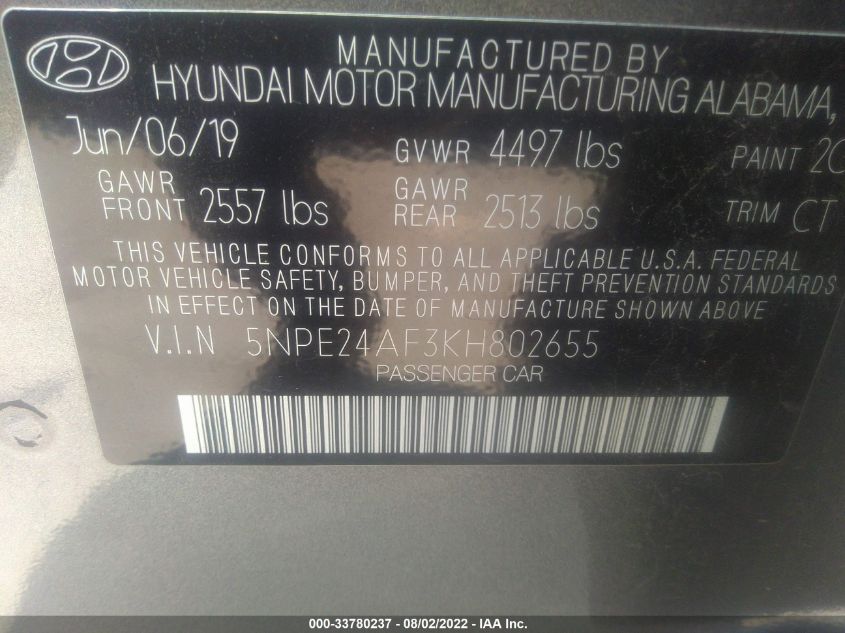 MANUFACTURED BY
HYUNDAI MOTOR MANUFACTURING ALABAMA,
Jun/06/19 GVWR 4497 lbs PAINT 2C
GAWR FRONT 2557 lbs GAWR REAR 2513 lbs TRIM CT
THIS VEHICLE CONFORMS TO ALL APPLICABLE U.S.A. FEDERAL
MOTOR VEHICLE SAFETY, BUMPER, AND THEFT PREVENTION STANDARDS
IN EFFECT ON THE DATE OF MANUFACTURE SHOWN ABOVE
V.I.N 5NPE24AF3KH802655
PASSENGER CAR
000-33780237 - 08/02/2022 - IAA Inc.